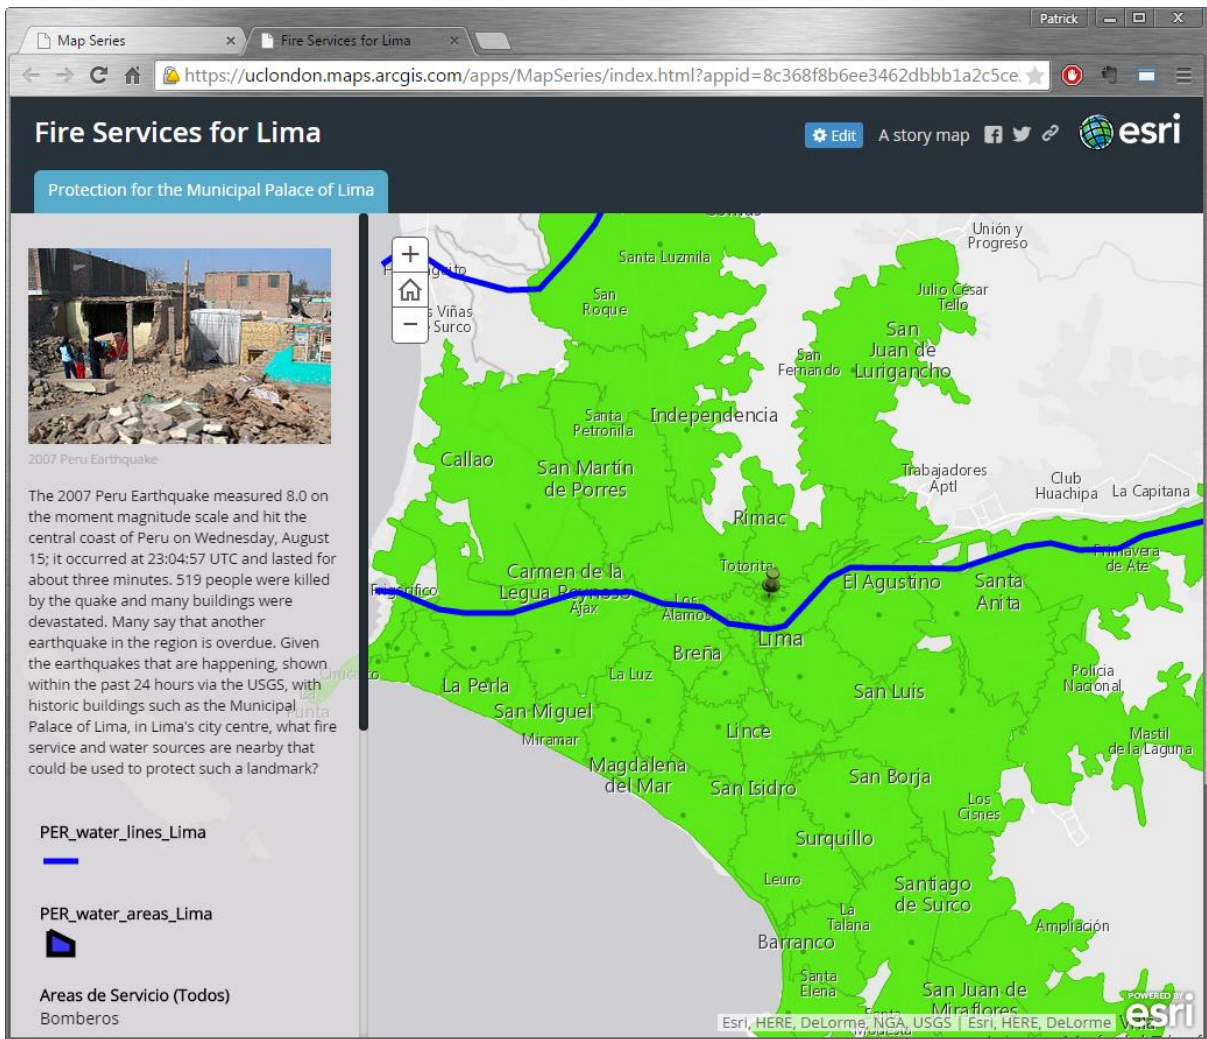 Patrick
Map Series
Fire Services for Lima
https://uclondon.maps.arcgis.com/apps/MapSeries/index.html?appid=8c368f8b6ee3462dbbb1a2c5ce
Fire Services for Lima
Edit
A story map
esri
Protection for the Municipal Palace of Lima
2007 Peru Earthquake
The 2007 Peru Earthquake measured 8.0 on
the moment magnitude scale and hit the
central coast of Peru on Wednesday, August
15; it occurred at 23:04:57 UTC and lasted for
about three minutes. 519 people were killed
by the quake and many buildings were
devastated. Many say that another
earthquake in the region is overdue. Given
the earthquakes that are happening, shown
within the past 24 hours via the USGS, with
historic buildings such as the Municipal
Palace of Lima, in Lima's city centre, what fire
service and water sources are nearby that
could be used to protect such a landmark?
PER_water_lines_Lima
PER_water_areas_Lima
Areas de Servicio (Todos)
Bomberos
Unión y
Progreso
Santa Luzmila
San
Roque
Viñas
Surco
Julio César
Tello
San
Juan de
Lurigancho
San
Fernando
Santa
Petronila
Independencia
Callao
San Martín
de Porres
Trabajadores
Aptl
Club
Huachipa
La Capitana
Rímac
Totorita
Primavera
de Ate
Carmen de la
Legua Reynoso
Frigorífico
Ajax
Los
Álamos
El Agustino
Santa
Anita
Lima
Breña
La Luz
La Perla
San Luis
Policía
Nacional
San Miguel
Miramar
Punta
Lince
Mastil
de la Laguna
Magdalena
del Mar
San Isidro
San Borja
Los
Cisnes
Surquillo
Leuro
Santiago
de Surco
La
Talana
Ampliación
Barranco
Santa
Elena
San Juan de
Miraflores
POWERED BY
esri
Esri, HERE, DeLorme, NGA, USGS | Esri, HERE, DeLorme